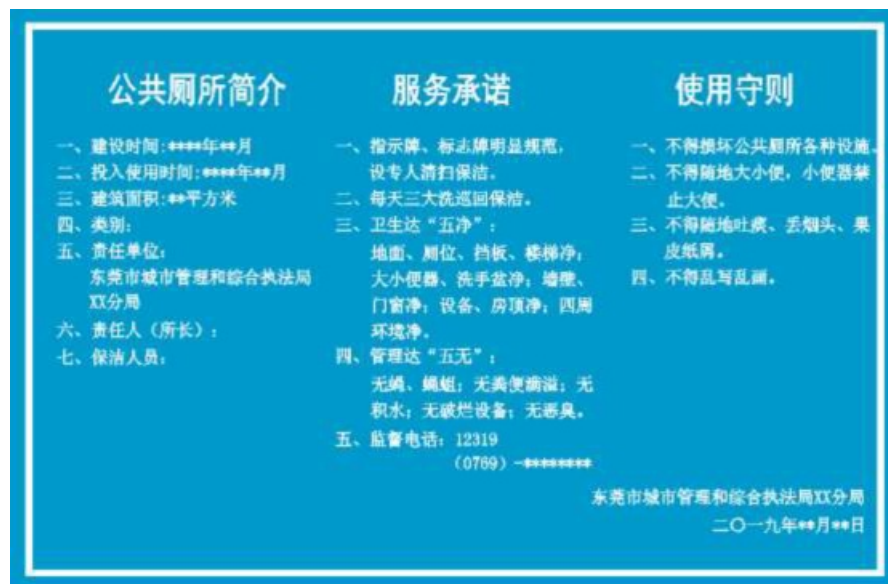 公共厕所简介
一、建设时间:****年**月
二、投入使用时间:****年**月
三、建筑面积:**平方米
四、类别:
五、责任单位:
东莞市城市管理和综合执法局
XX分局
六、责任人（所长）:
七、保洁人员:
服务承诺
一、指示牌、标志牌明显规范，
设专人清扫保洁。
二、每天三大洗巡回保洁。
三、卫生达“五净”:
地面、厕位、挡板、楼梯净；
大小便器、洗手盆净；墙壁、
门窗净；设备、房顶净；四周
环境净。
四、管理达“五无”:
无蝇、蝇蛆；无粪便满溢；无
积水；无破烂设备；无恶臭。
五、监督电话: 12319
(0769) -********
使用守则
一、不得损坏公共厕所各种设施。
二、不得随地大小便，小便器禁
止大便。
三、不得随地吐痰、丢烟头、果
皮纸屑。
四、不得乱写乱画。
东莞市城市管理和综合执法局XX分局
二〇一九年**月**日